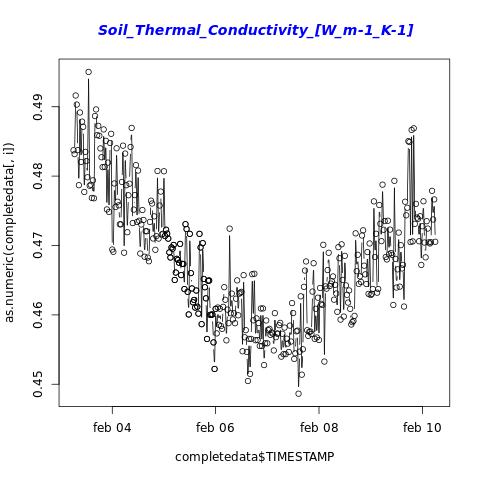 Soil_Thermal_Conductivity_[W_m-1_K-1]
as.numeric(completedata[, i])
0.49
0.48
0.47
0.46
0.45
feb 04 feb 06 feb 08 feb 10
completedata$TIMESTAMP